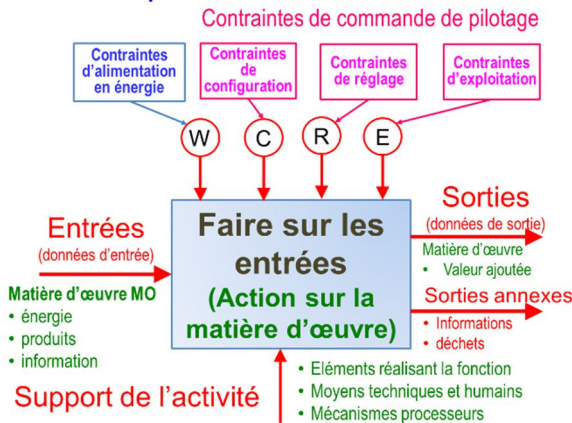 Contraintes de commande de pilotage
Contraintes
d'alimentation
en énergie
Contraintes
de
configuration
Contraintes
de réglage
Contraintes
d'exploitation
W
C
R
E
Entrées
(données d'entrée)
Matière d'œuvre MO
• énergie
• produits
• information
Faire sur les
entrées
(Action sur la
matière d'œuvre)
Sorties
(données de sortie)
Matière d'œuvre
• Valeur ajoutée
Sorties annexes
• Informations
• déchets
Support de l'activité
• Eléments réalisant la fonction
• Moyens techniques et humains
• Mécanismes processeurs